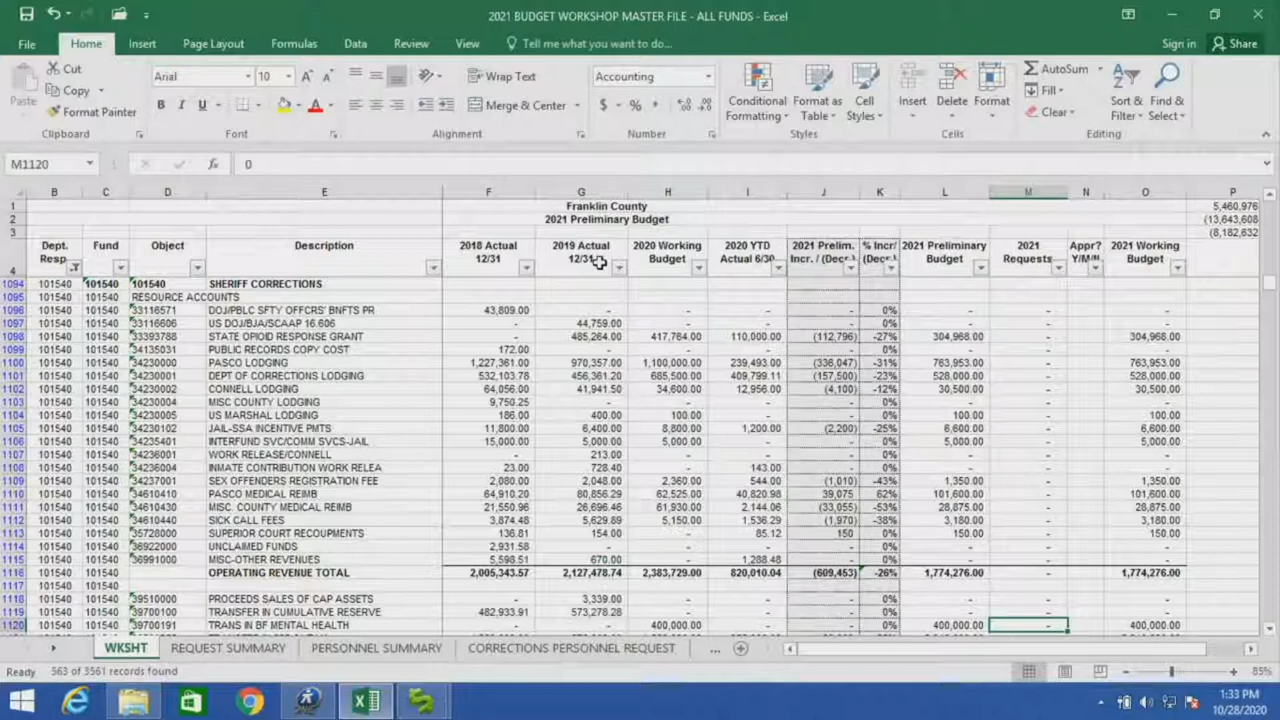 2021 BUDGET WORKSHOP MASTER FILE - ALL FUNDS - Excel
File Home Insert Page Layout Formulas Data Review View Tell me what you want to do... Sign in Share
Paste Cut Copy Format Painter Clipboard
Arial 10 B I U Font
Wrap Text Merge & Center Alignment
Accounting $ % Number
Conditional Formatting Format as Table Cell Styles Styles
Insert Delete Format Cells
AutoSum Fill Clear Sort & Filter Find & Select Editing
M1120 fx 0
B C D E F G H I J K L M N O P
1 Franklin County 5,460,976
2 2021 Preliminary Budget (13,643,608
3 (8,182,632
4 Dept. Resp. Fund Object Description 2018 Actual 12/31 2019 Actual 12/31 2020 Working Budget 2020 YTD Actual 6/30 2021 Prelim. Incr. / (Decr.) % Incr/ (Decr.) 2021 Preliminary Budget 2021 Requests Appr? Y/M/N 2021 Working Budget
1094 101540 101540 101540 SHERIFF CORRECTIONS
1095 101540 101540 RESOURCE ACCOUNTS
1096 101540 101540 33116571 DOJ/PBLC SFTY OFFCRS' BNFTS PR 43,809.00 - - - - 0% - - -
1097 101540 101540 33116606 US DOJ/BJA/SCAAP 16.606 - 44,759.00 - - - 0% - - -
1098 101540 101540 33393788 STATE OPIOID RESPONSE GRANT - 485,264.00 417,764.00 110,000.00 (112,796) -27% 304,968.00 - 304,968.00
1099 101540 101540 34135031 PUBLIC RECORDS COPY COST 172.00 - - - - 0% - - -
1100 101540 101540 34230000 PASCO LODGING 1,227,361.00 970,357.00 1,100,000.00 239,493.00 (336,047) -31% 763,953.00 - 763,953.00
1101 101540 101540 34230001 DEPT OF CORRECTIONS LODGING 532,103.78 456,361.20 685,500.00 409,799.11 (157,500) -23% 528,000.00 - 528,000.00
1102 101540 101540 34230002 CONNELL LODGING 64,056.00 41,941.50 34,600.00 12,956.00 (4,100) -12% 30,500.00 - 30,500.00
1103 101540 101540 34230004 MISC COUNTY LODGING 9,750.25 - - - - 0% - - -
1104 101540 101540 34230005 US MARSHAL LODGING 186.00 400.00 100.00 - - 0% 100.00 - 100.00
1105 101540 101540 34230102 JAIL-SSA INCENTIVE PMTS 11,800.00 6,400.00 8,800.00 1,200.00 (2,200) -25% 6,600.00 - 6,600.00
1106 101540 101540 34235401 INTERFUND SVC/COMM SVCS-JAIL 15,000.00 5,000.00 5,000.00 - - 0% 5,000.00 - 5,000.00
1107 101540 101540 34236001 WORK RELEASE/CONNELL - 213.00 - - - 0% - - -
1108 101540 101540 34236004 INMATE CONTRIBUTION WORK RELEA 23.00 728.40 - 143.00 - 0% - - -
1109 101540 101540 34237001 SEX OFFENDERS REGISTRATION FEE 2,080.00 2,048.00 2,360.00 544.00 (1,010) -43% 1,350.00 - 1,350.00
1110 101540 101540 34610410 PASCO MEDICAL REIMB 64,910.20 80,856.29 62,525.00 40,820.98 39,075 62% 101,600.00 - 101,600.00
1111 101540 101540 34610430 MISC. COUNTY MEDICAL REIMB 21,550.96 26,696.46 61,930.00 2,144.06 (33,055) -53% 28,875.00 - 28,875.00
1112 101540 101540 34610440 SICK CALL FEES 3,874.48 5,629.89 5,150.00 1,536.29 (1,970) -38% 3,180.00 - 3,180.00
1113 101540 101540 35728000 SUPERIOR COURT RECOUPMENTS 136.81 154.00 - 85.12 150 0% 150.00 - 150.00
1114 101540 101540 36922000 UNCLAIMED FUNDS 2,931.58 - - - - 0% - - -
1115 101540 101540 36991000 MISC-OTHER REVENUES 5,598.51 670.00 - 1,288.48 - 0% - - -
1116 101540 101540 OPERATING REVENUE TOTAL 2,005,343.57 2,127,478.74 2,383,729.00 820,010.04 (609,453) -26% 1,774,276.00 - 1,774,276.00
1117 101540 101540
1118 101540 101540 39510000 PROCEEDS SALES OF CAP ASSETS - 3,339.00 - - - 0% - - -
1119 101540 101540 39700100 TRANSFER IN CUMULATIVE RESERVE 482,933.91 573,278.28 - - - 0% - - -
1120 101540 101540 39700191 TRANS IN BF MENTAL HEALTH - - 400,000.00 - - 0% 400,000.00 - 400,000.00
WKSHT REQUEST SUMMARY PERSONNEL SUMMARY CORRECTIONS PERSONNEL REQUEST ...
Ready 563 of 3561 records found 85%
1:33 PM
10/28/2020